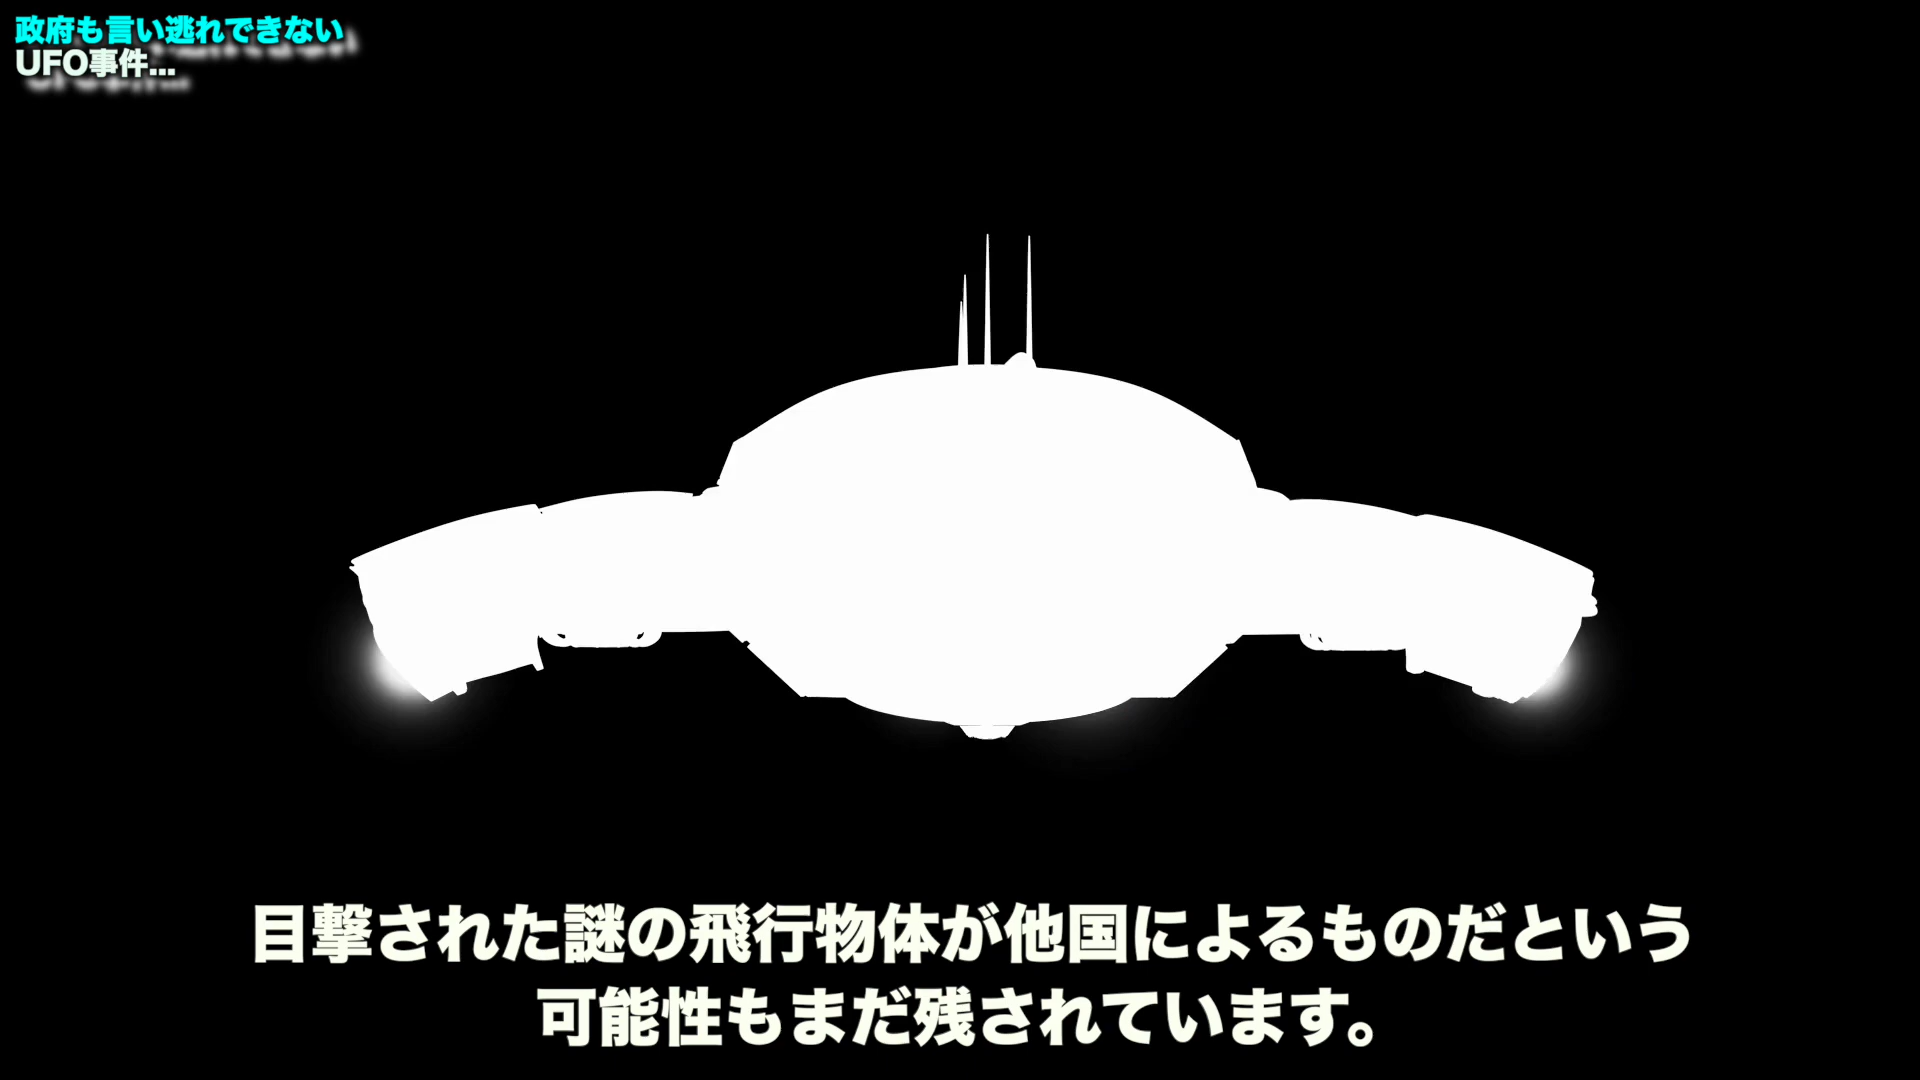 政府も言い逃れできない
UFO事件...
目撃された謎の飛行物体が他国によるものだという
可能性もまだ残されています。